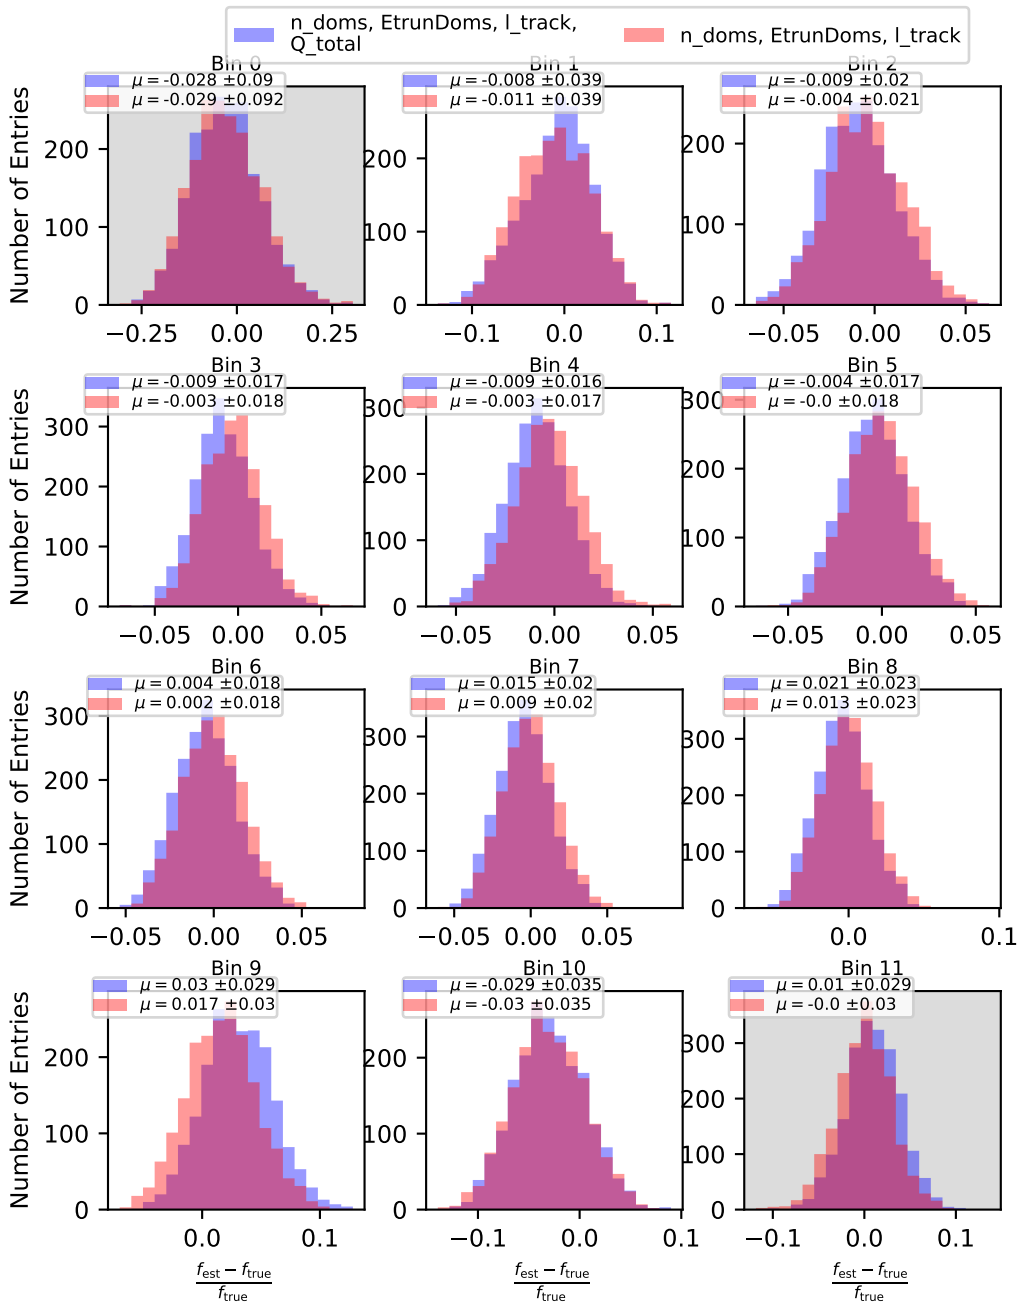 n_doms, EtrunDoms, l_track,
Q_total
n_doms, EtrunDoms, l_track
Bin 0
μ = -0.028 ±0.09
μ = -0.029 ±0.092
Number of Entries
200
100
0
−0.25 0.00 0.25
Bin 1
μ = -0.008 ±0.039
μ = -0.011 ±0.039
200
100
0
−0.1 0.0 0.1
Bin 2
μ = -0.009 ±0.02
μ = -0.004 ±0.021
200
100
0
−0.05 0.00 0.05
Bin 3
μ = -0.009 ±0.017
μ = -0.003 ±0.018
Number of Entries
300
200
100
0
−0.05 0.00 0.05
Bin 4
μ = -0.009 ±0.016
μ = -0.003 ±0.017
300
200
100
0
−0.05 0.00 0.05
Bin 5
μ = -0.004 ±0.017
μ = -0.0 ±0.018
300
200
100
0
−0.05 0.00 0.05
Bin 6
μ = 0.004 ±0.018
μ = 0.002 ±0.018
Number of Entries
300
200
100
0
−0.05 0.00 0.05
Bin 7
μ = 0.015 ±0.02
μ = 0.009 ±0.02
300
200
100
0
−0.05 0.00 0.05
Bin 8
μ = 0.021 ±0.023
μ = 0.013 ±0.023
300
200
100
0
0.0 0.1
Bin 9
μ = 0.03 ±0.029
μ = 0.017 ±0.03
Number of Entries
200
100
0
0.0 0.1
f_est − f_true
f_true
Bin 10
μ = -0.029 ±0.035
μ = -0.03 ±0.035
200
100
0
−0.1 0.0 0.1
f_est − f_true
f_true
Bin 11
μ = 0.01 ±0.029
μ = -0.0 ±0.03
300
200
100
0
−0.1 0.0 0.1
f_est − f_true
f_true